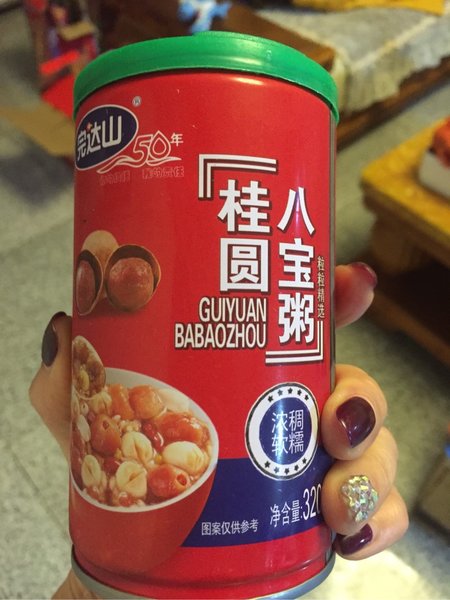 完达山®
50年
桂圆
八宝粥
粒粒精选
GUIYUAN
BABAOZHOU
浓稠
软糯
净含量:320
图案仅供参考